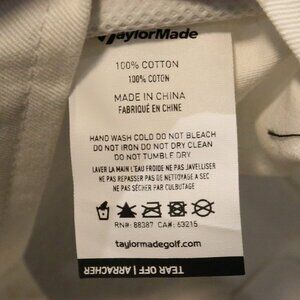 TaylorMade
100% COTTON
100% COTON
MADE IN CHINA
FABRIQUÉ EN CHINE
HAND WASH COLD DO NOT BLEACH
DO NOT IRON DO NOT DRY CLEAN
DO NOT TUMBLE DRY.
LAVER LA MAIN L'EAU FROIDE NE PAS JAVELLISER
NE PAS REPASSER PAS DE NETTOYAGE A SEC
NE PAS SÉCHER PAR CULBUTAGE
RN#: 88387 CA#: 63215
taylormadegolf.com
TEAR OFF | ARRACHER